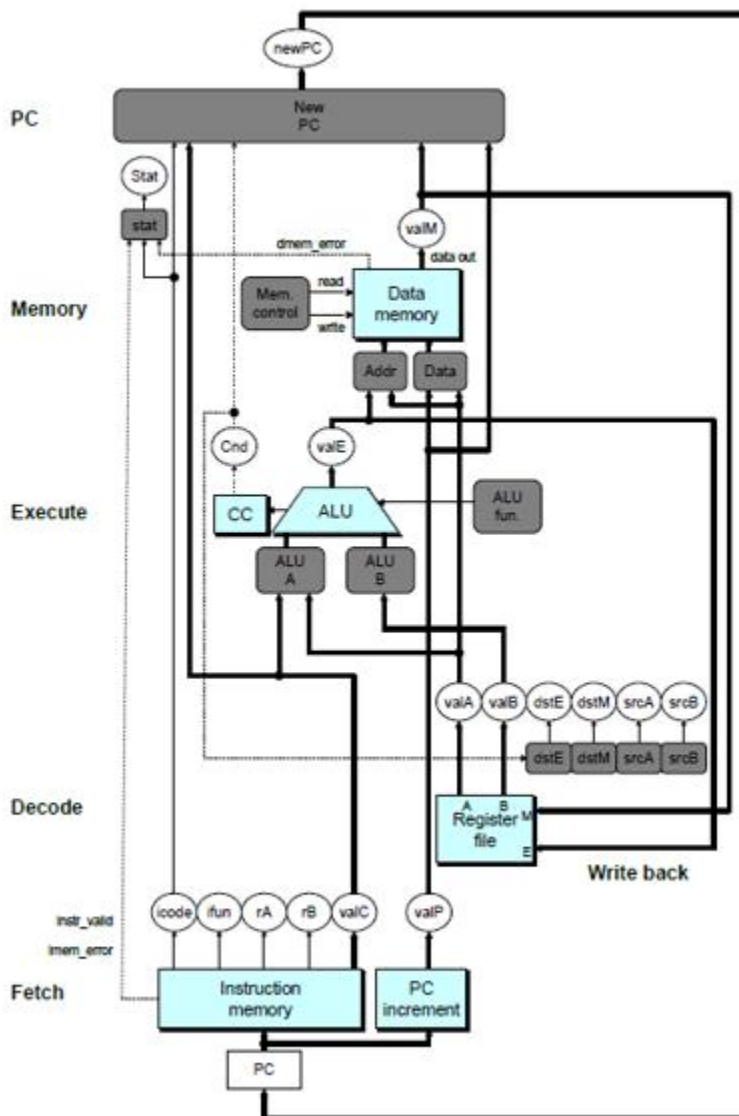 newPC
PC
New
PC
Stat
stat
valM
dmem_error
data out
Memory
Mem.
control
read
write
Data
memory
Addr
Data
Cnd
valE
Execute
CC
ALU
ALU
fun.
ALU
A
ALU
B
valA
valB
dstE
dstM
srcA
srcB
dstE
dstM
srcA
srcB
Decode
A
B
M
Register
file
E
Write back
icode
ifun
rA
rB
valC
valP
Instr_valid
Imem_error
Fetch
Instruction
memory
PC
increment
PC